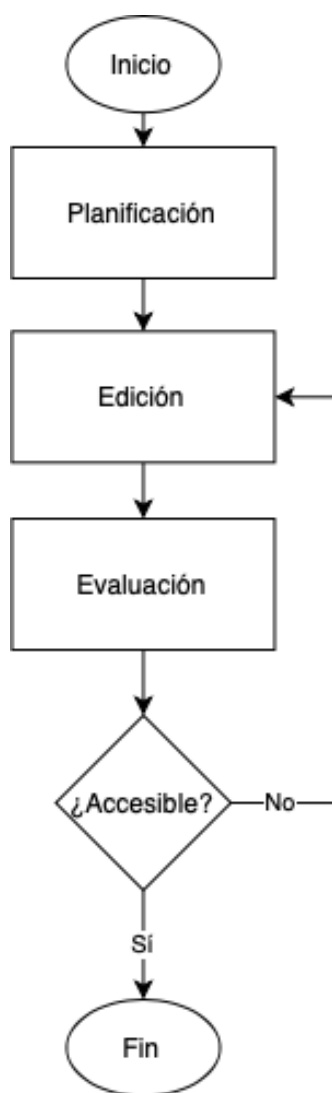 Inicio
Planificación
Edición
Evaluación
¿Accesible?
No
Sí
Fin